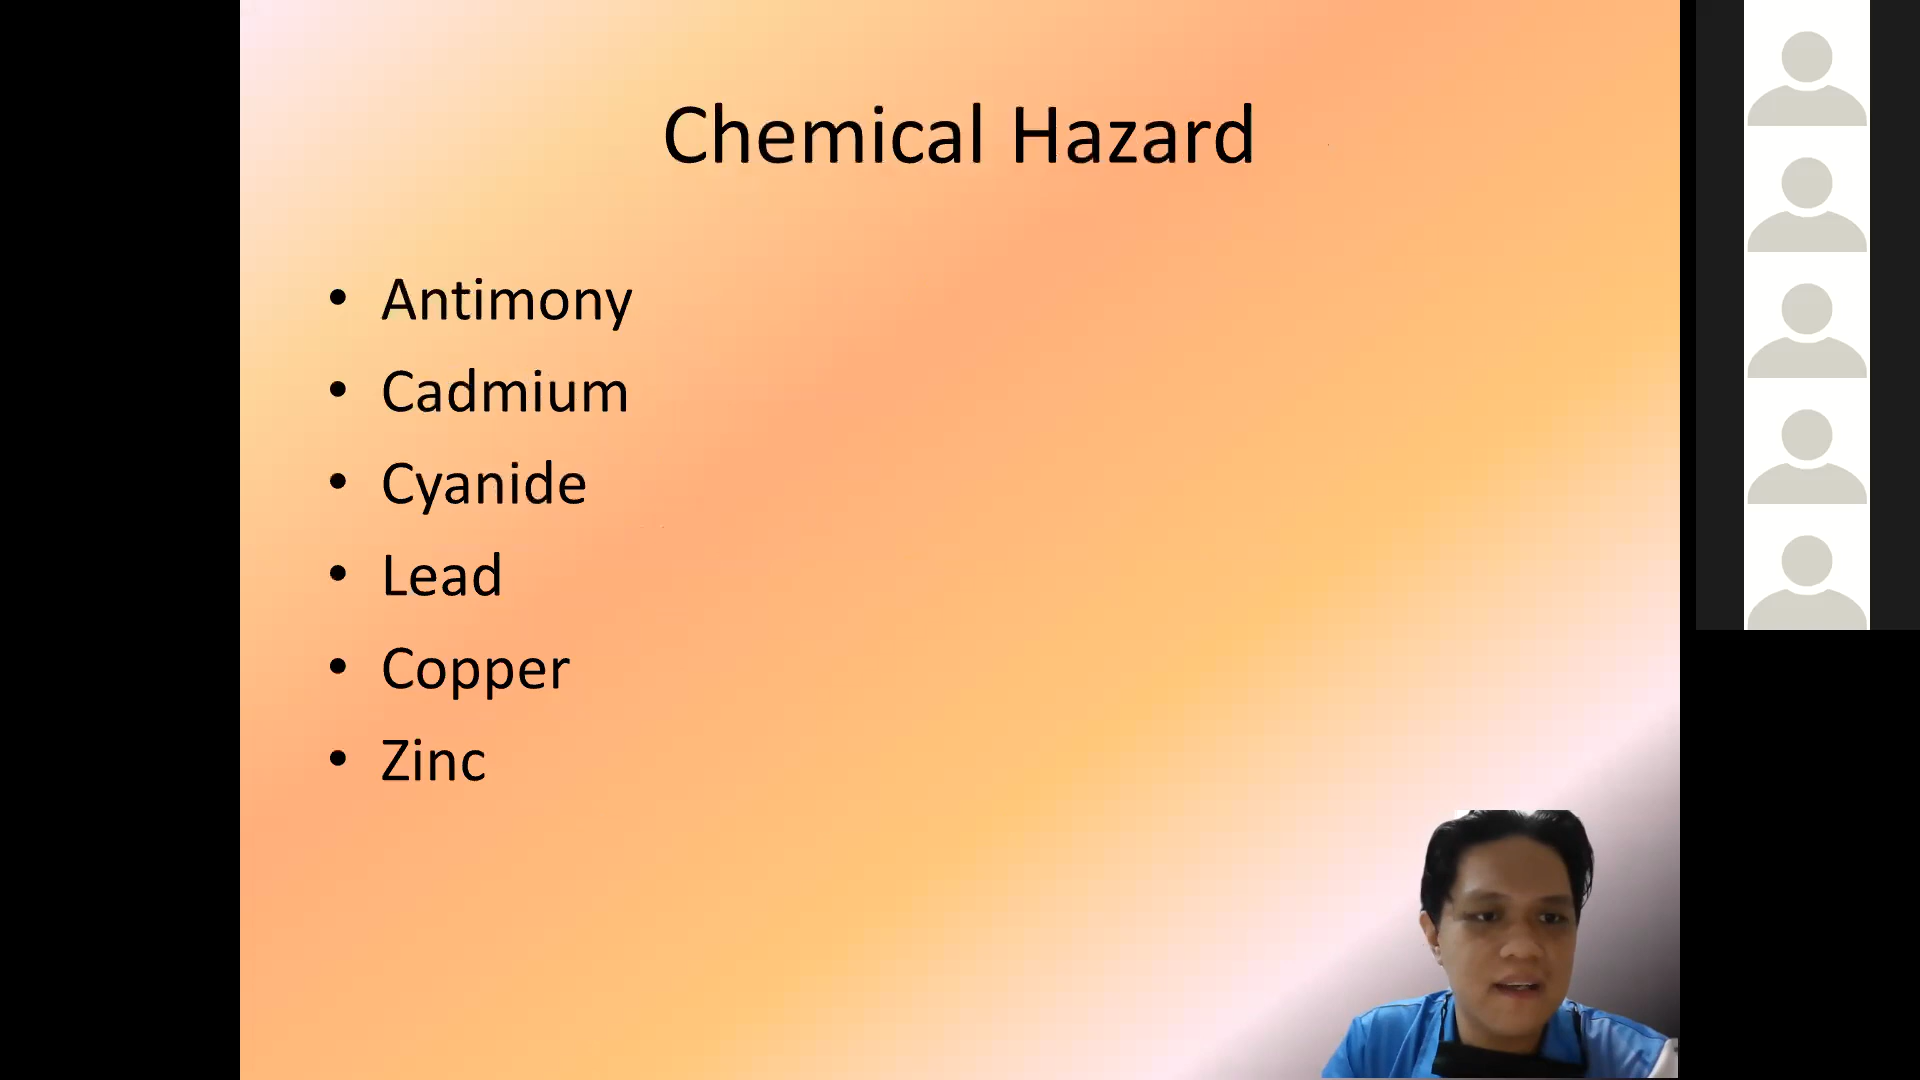 Chemical Hazard
• Antimony
• Cadmium
• Cyanide
• Lead
• Copper
• Zinc